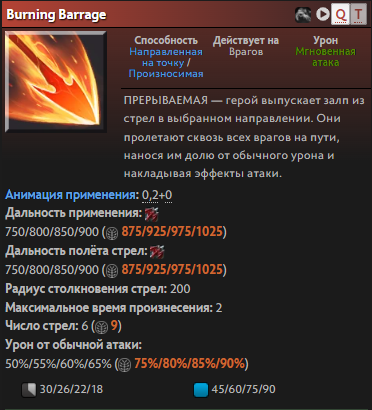 Burning Barrage
Q T
Способность Действует на Урон
Направленная Врагов Мгновенная
на точку / атака
Произносимая
ПРЕРЫВАЕМАЯ — герой выпускает залп из
стрел в выбранном направлении. Они
пролетают сквозь всех врагов на пути,
нанося им долю от обычного урона и
накладывая эффекты атаки.
Анимация применения: 0,2+0
Дальность применения:
750/800/850/900 (875/925/975/1025)
Дальность полёта стрел:
750/800/850/900 (875/925/975/1025)
Радиус столкновения стрел: 200
Максимальное время произнесения: 2
Число стрел: 6 (9)
Урон от обычной атаки:
50%/55%/60%/65% (75%/80%/85%/90%)
30/26/22/18 45/60/75/90